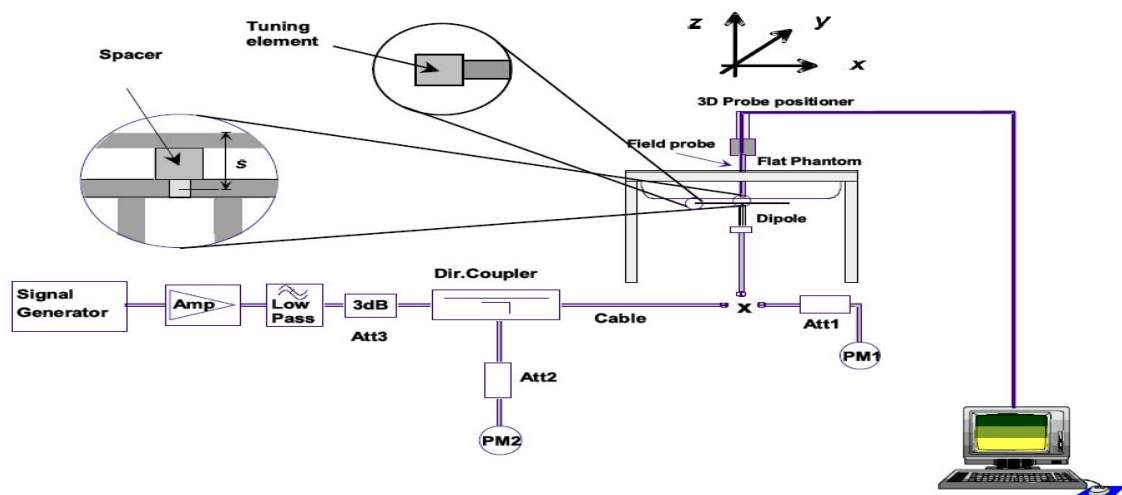 Tuning
element
Spacer
s
z
y
x
3D Probe positioner
Field probe
Flat Phantom
Dipole
Signal
Generator
Amp
Low
Pass
3dB
Att3
Dir.Coupler
Cable
x
Att1
PM1
Att2
PM2